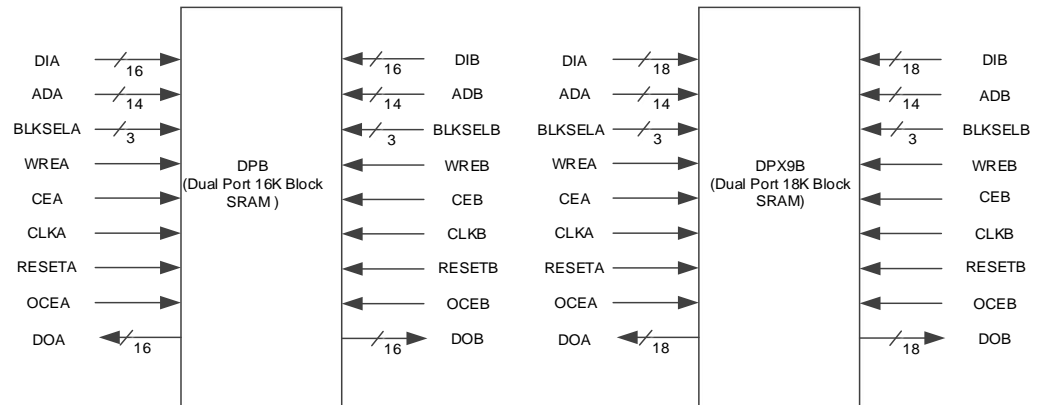 DIA 16 16 DIB DIA 18 18 DIB
ADA 14 14 ADB ADA 14 14 ADB
BLKSELA 3 3 BLKSELB BLKSELA 3 3 BLKSELB
WREA DPB WREB WREA DPX9B WREB
(Dual Port 16K Block (Dual Port 18K Block
SRAM ) SRAM)
CEA CEB CEA CEB
CLKA CLKB CLKA CLKB
RESETA RESETB RESETA RESETB
OCEA OCEB OCEA OCEB
DOA 16 16 DOB DOA 18 18 DOB